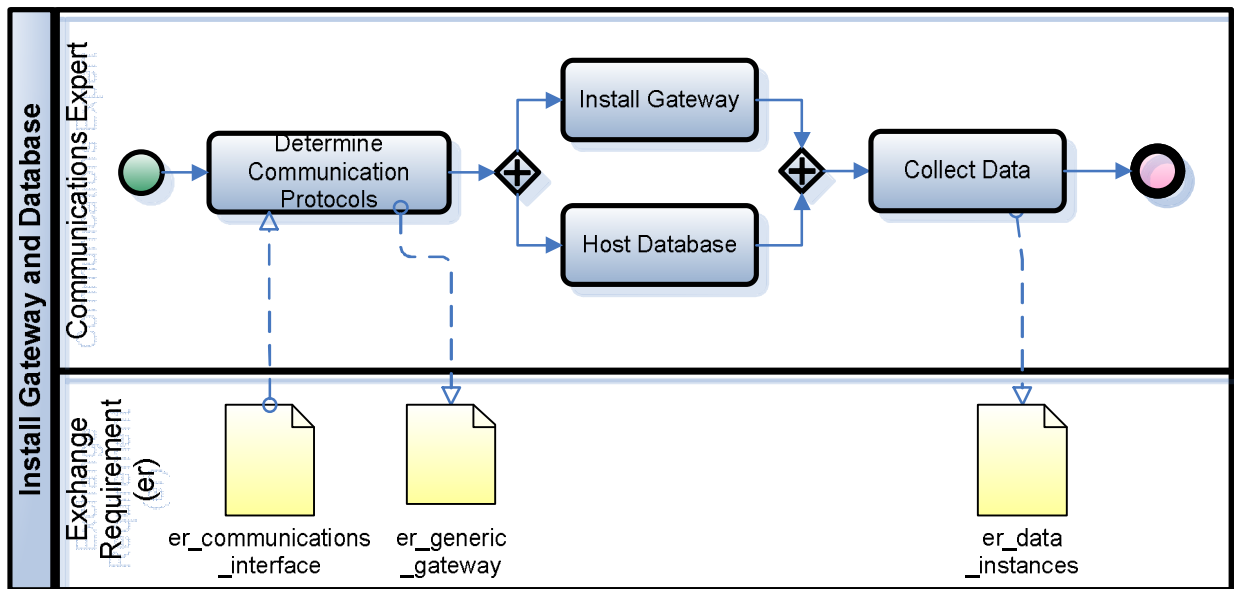 Install Gateway and Database
Communications Expert
Determine
Communication
Protocols
Install Gateway
Host Database
Collect Data
Exchange
Requirement
(er)
er_communications
_interface
er_generic
_gateway
er_data
_instances